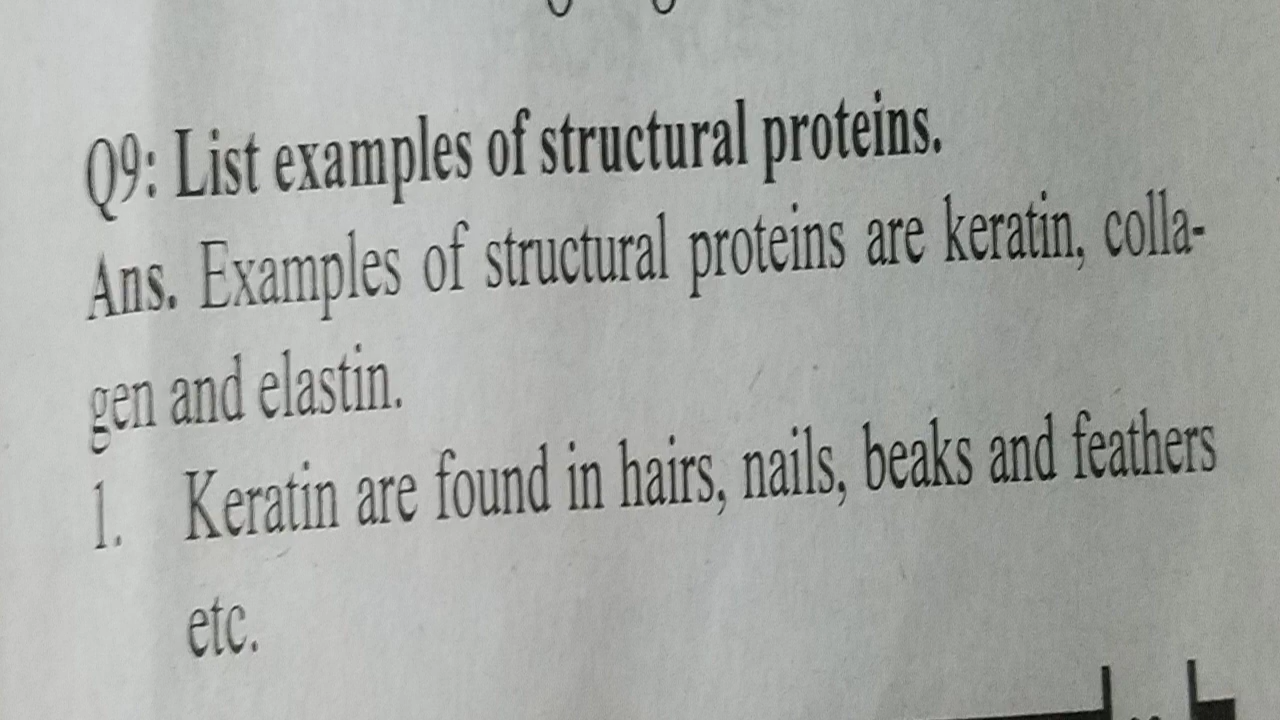 Q9: List examples of structural proteins.
Ans. Examples of structural proteins are keratin, colla-
gen and elastin.
1. Keratin are found in hairs, nails, beaks and feathers
etc.